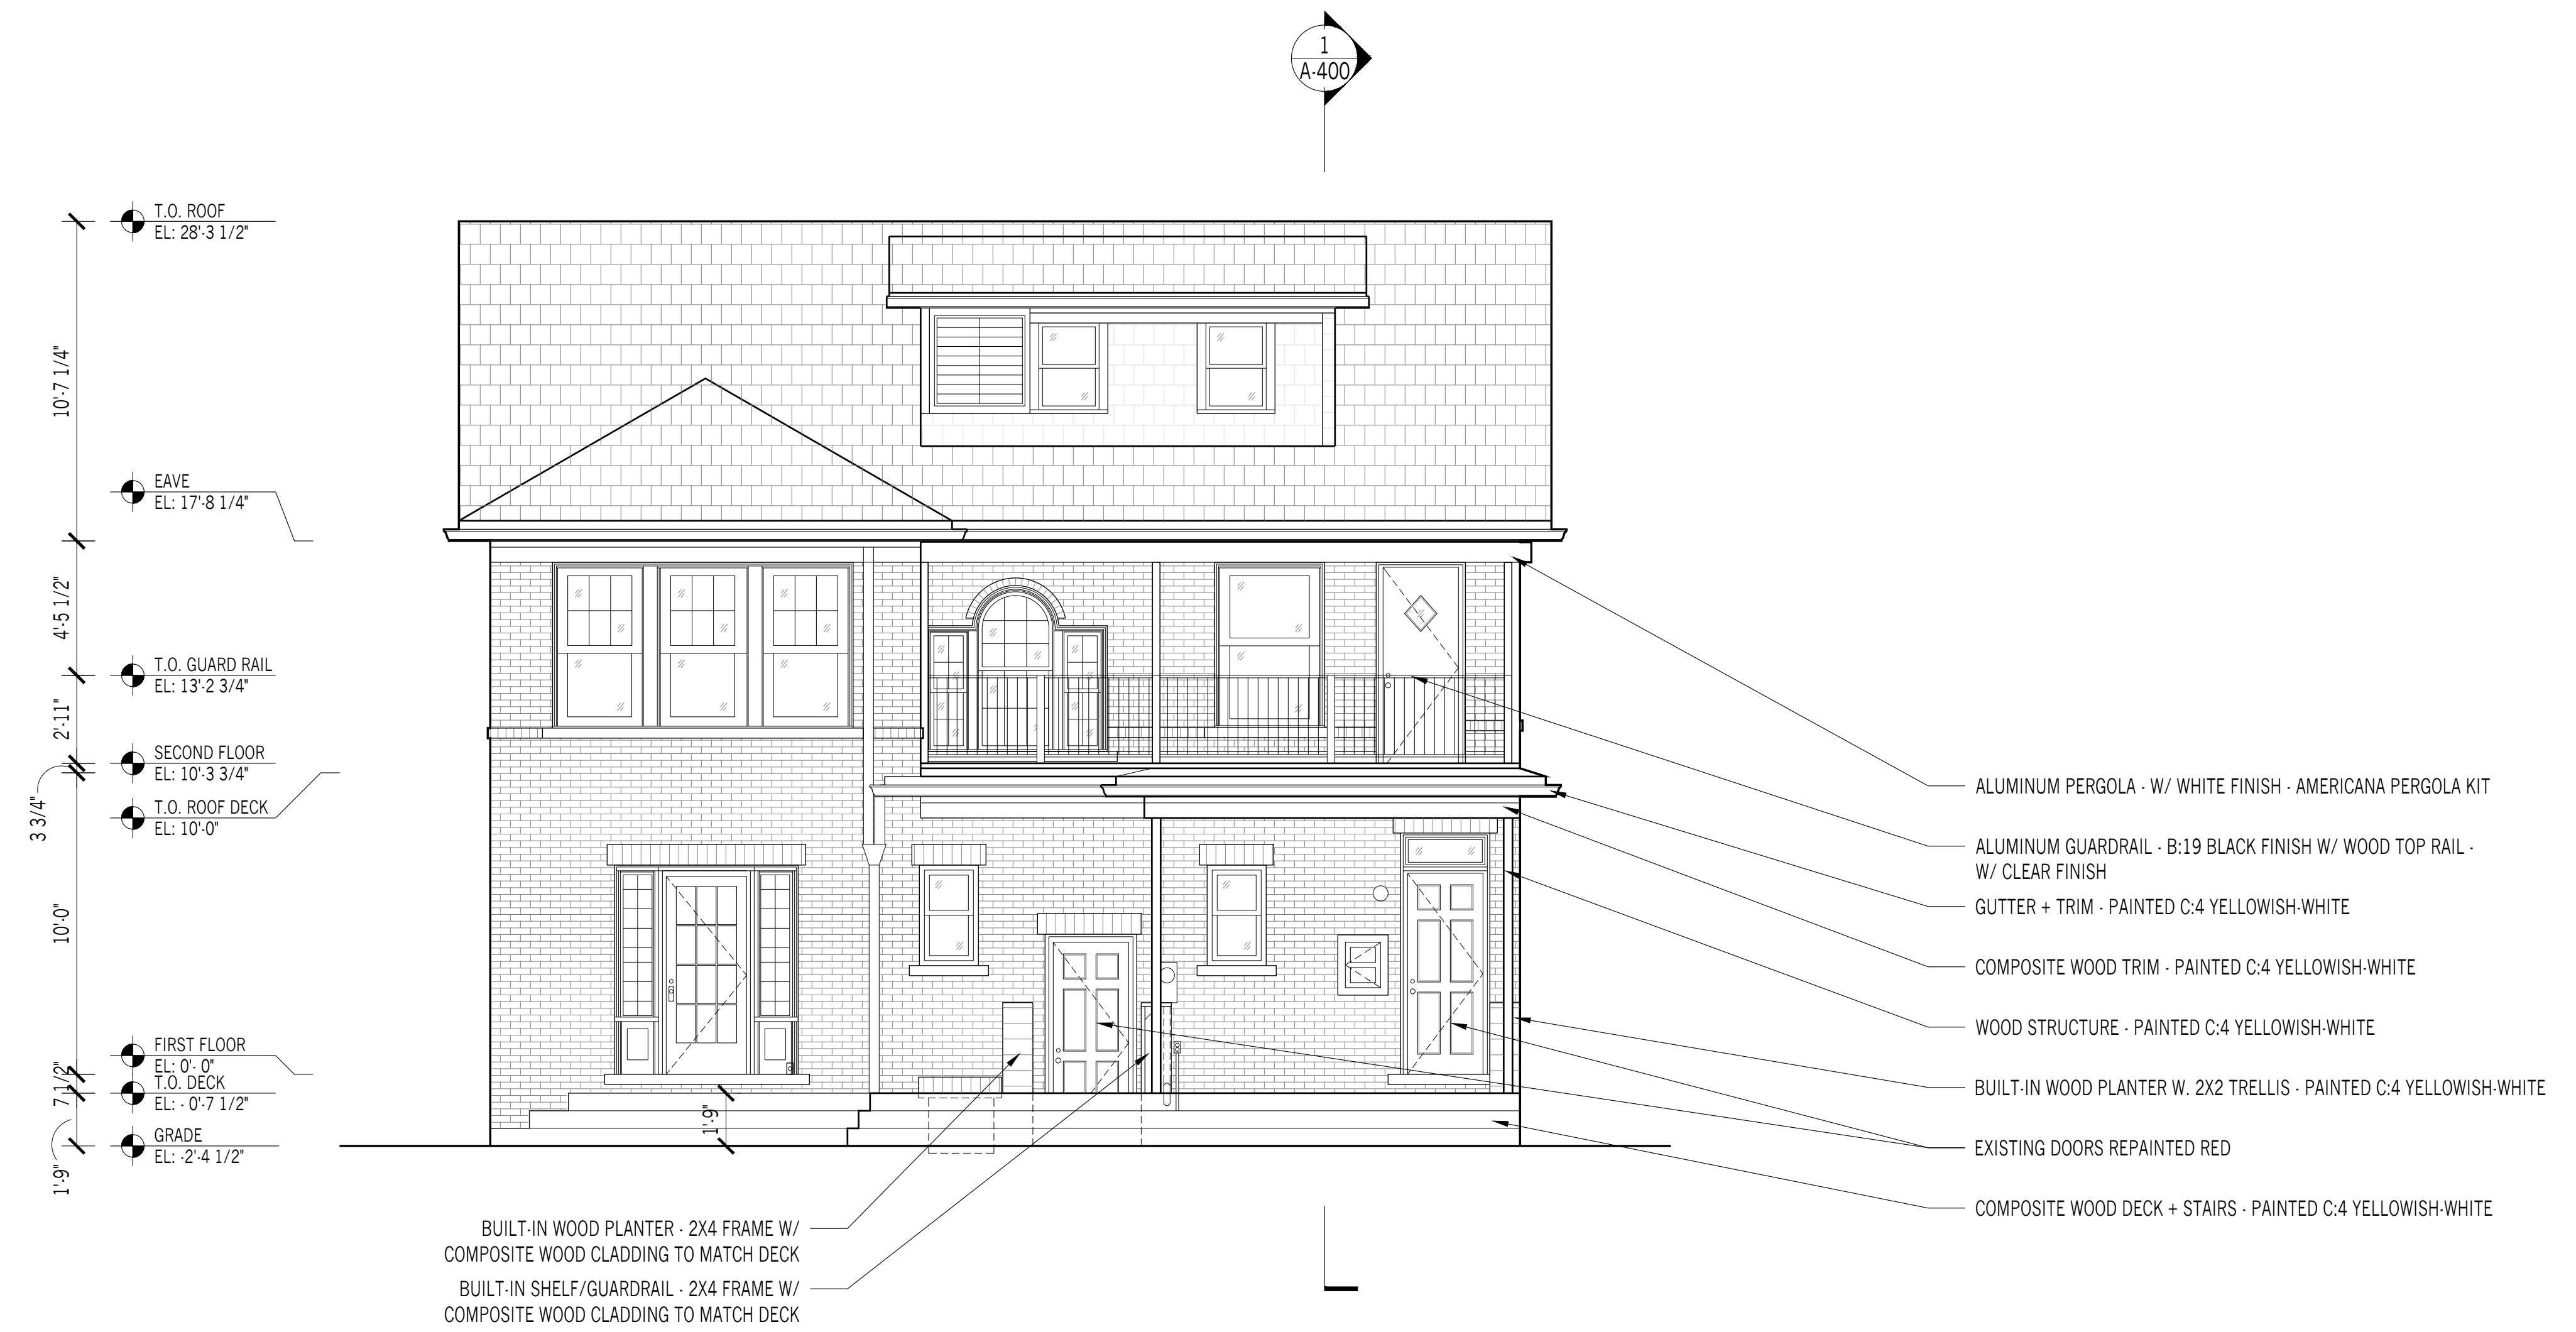 1
A-400
T.O. ROOF
EL: 28'-3 1/2"
10'-7 1/4"
EAVE
EL: 17'-8 1/4"
4'-5 1/2"
T.O. GUARD RAIL
EL: 13'-2 3/4"
2'-11"
SECOND FLOOR
EL: 10'-3 3/4"
3 3/4"
T.O. ROOF DECK
EL: 10'-0"
10'-0"
FIRST FLOOR
EL: 0'- 0"
7 1/2"
T.O. DECK
EL: - 0'-7 1/2"
GRADE
EL: -2'-4 1/2"
1'-9"
1'-9"
ALUMINUM PERGOLA - W/ WHITE FINISH - AMERICANA PERGOLA KIT
ALUMINUM GUARDRAIL - B:19 BLACK FINISH W/ WOOD TOP RAIL -
W/ CLEAR FINISH
GUTTER + TRIM - PAINTED C:4 YELLOWISH-WHITE
COMPOSITE WOOD TRIM - PAINTED C:4 YELLOWISH-WHITE
WOOD STRUCTURE - PAINTED C:4 YELLOWISH-WHITE
BUILT-IN WOOD PLANTER W. 2X2 TRELLIS - PAINTED C:4 YELLOWISH-WHITE
EXISTING DOORS REPAINTED RED
COMPOSITE WOOD DECK + STAIRS - PAINTED C:4 YELLOWISH-WHITE
BUILT-IN WOOD PLANTER - 2X4 FRAME W/
COMPOSITE WOOD CLADDING TO MATCH DECK
BUILT-IN SHELF/GUARDRAIL - 2X4 FRAME W/
COMPOSITE WOOD CLADDING TO MATCH DECK